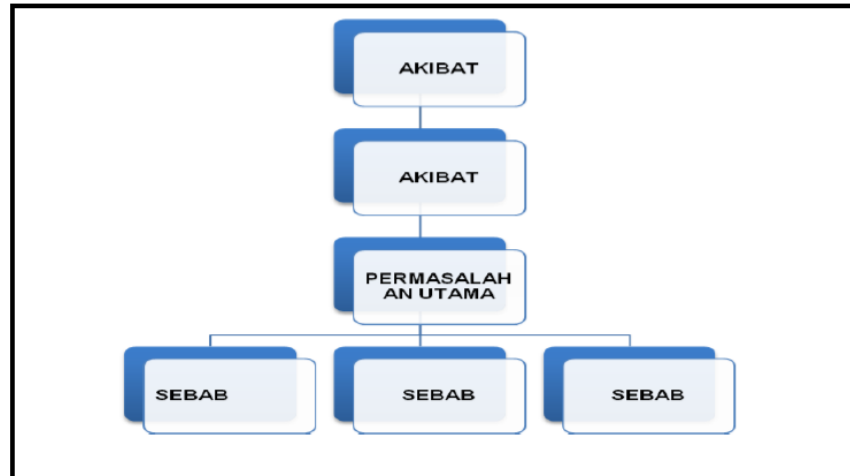 AKIBAT
AKIBAT
PERMASALAH
AN UTAMA
SEBAB
SEBAB
SEBAB